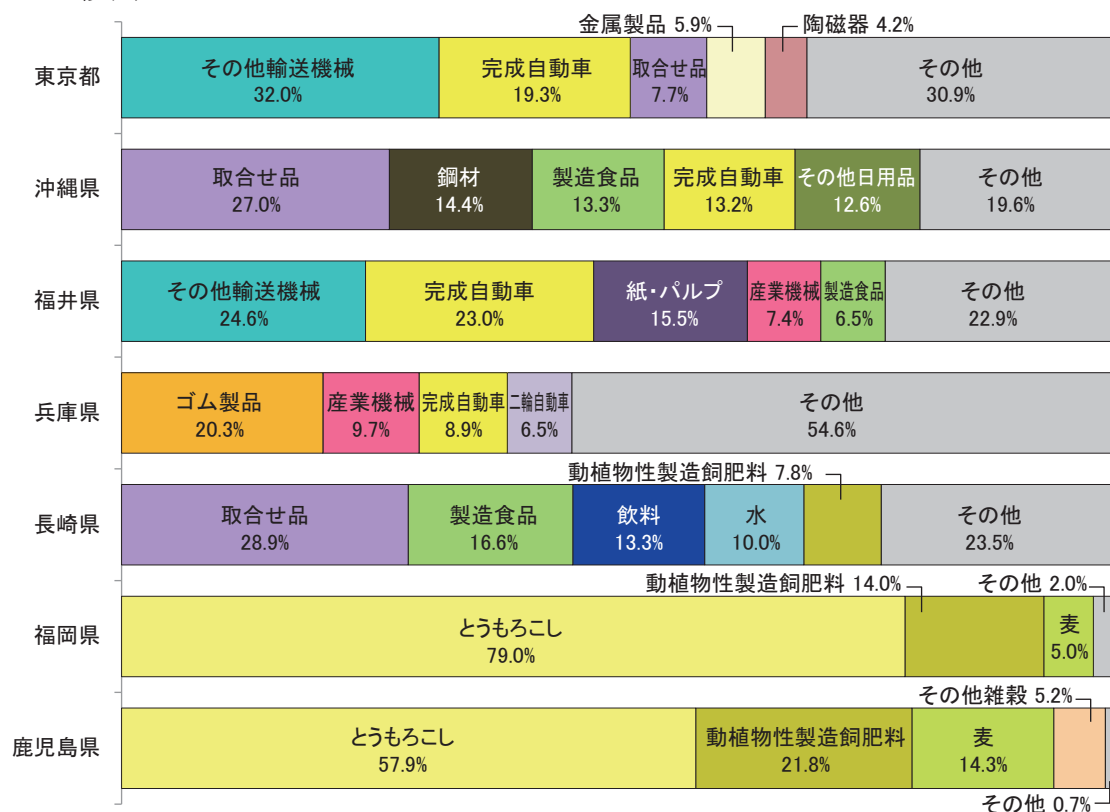 金属製品 5.9%
陶磁器 4.2%
東京都
その他輸送機械
32.0%
完成自動車
19.3%
取合せ品
7.7%
その他
30.9%
沖縄県
取合せ品
27.0%
鋼材
14.4%
製造食品
13.3%
完成自動車
13.2%
その他日用品
12.6%
その他
19.6%
福井県
その他輸送機械
24.6%
完成自動車
23.0%
紙・パルプ
15.5%
産業機械
7.4%
製造食品
6.5%
その他
22.9%
兵庫県
ゴム製品
20.3%
産業機械
9.7%
完成自動車
8.9%
二輪自動車
6.5%
その他
54.6%
動植物性製造飼肥料 7.8%
長崎県
取合せ品
28.9%
製造食品
16.6%
飲料
13.3%
水
10.0%
その他
23.5%
動植物性製造飼肥料 14.0%
その他 2.0%
福岡県
とうもろこし
79.0%
麦
5.0%
その他雑穀 5.2%
鹿児島県
とうもろこし
57.9%
動植物性製造飼肥料
21.8%
麦
14.3%
その他 0.7%